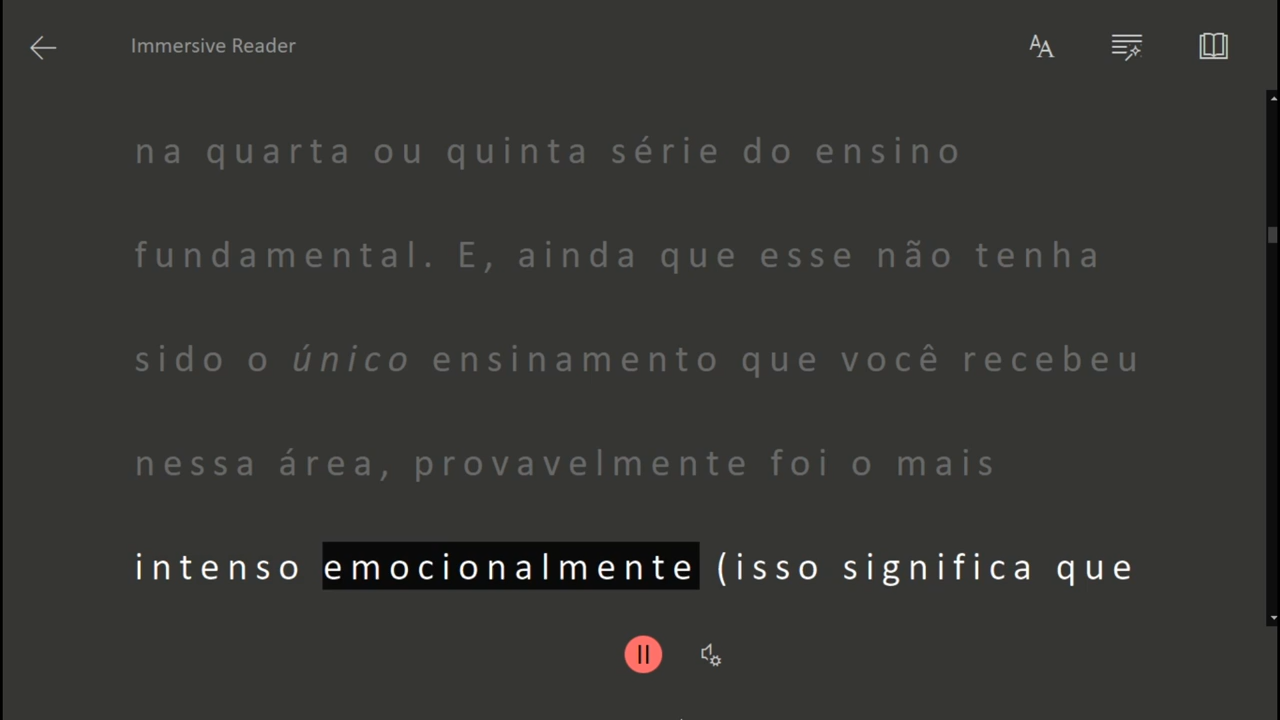 Immersive Reader
na quarta ou quinta série do ensino
fundamental. E, ainda que esse não tenha
sido o único ensinamento que você recebeu
nessa área, provavelmente foi o mais
intenso emocionalmente (isso significa que